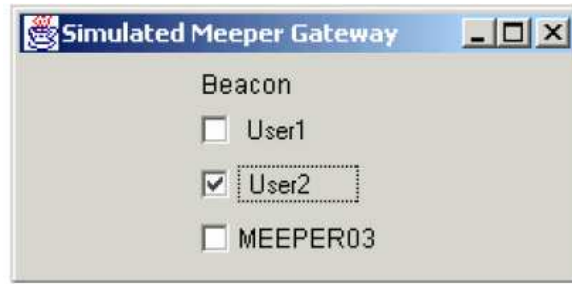 Simulated Meeper Gateway
Beacon
User1
User2
MEEPER03